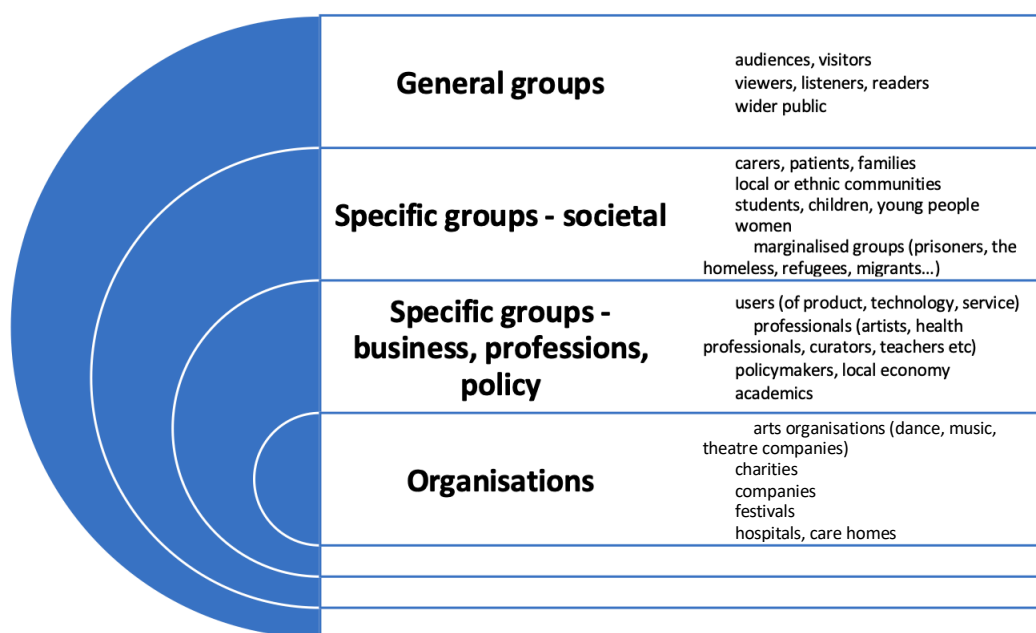 General groups
audiences, visitors
viewers, listeners, readers
wider public
Specific groups - societal
carers, patients, families
local or ethnic communities
students, children, young people
women
marginalised groups (prisoners, the
homeless, refugees, migrants...)
Specific groups -
business, professions,
policy
users (of product, technology, service)
professionals (artists, health
professionals, curators, teachers etc)
policymakers, local economy
academics
Organisations
arts organisations (dance, music,
theatre companies)
charities
companies
festivals
hospitals, care homes